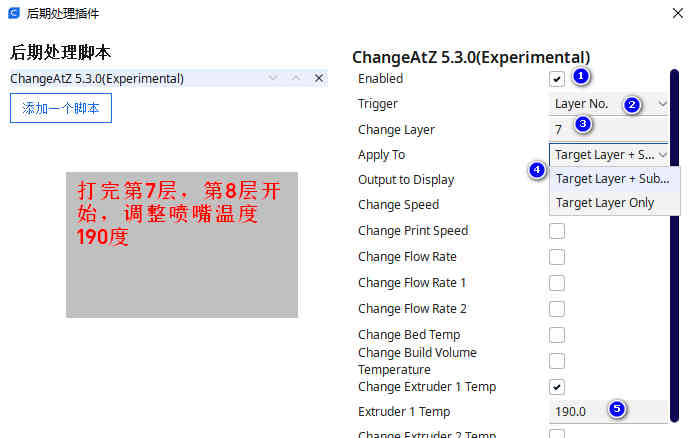 后期处理插件
后期处理脚本
ChangeAtZ 5.3.0(Experimental)
添加一个脚本
打完第7层，第8层开
始，调整喷嘴温度
190度
ChangeAtZ 5.3.0(Experimental)
Enabled
1
Trigger
Layer No.
2
Change Layer
7
3
Apply To
Target Layer + S...
4
Target Layer + Sub...
Target Layer Only
Output to Display
Change Speed
Change Print Speed
Change Flow Rate
Change Flow Rate 1
Change Flow Rate 2
Change Bed Temp
Change Build Volume
Temperature
Change Extruder 1 Temp
Extruder 1 Temp
190.0
5
Change Extruder 2 Temp